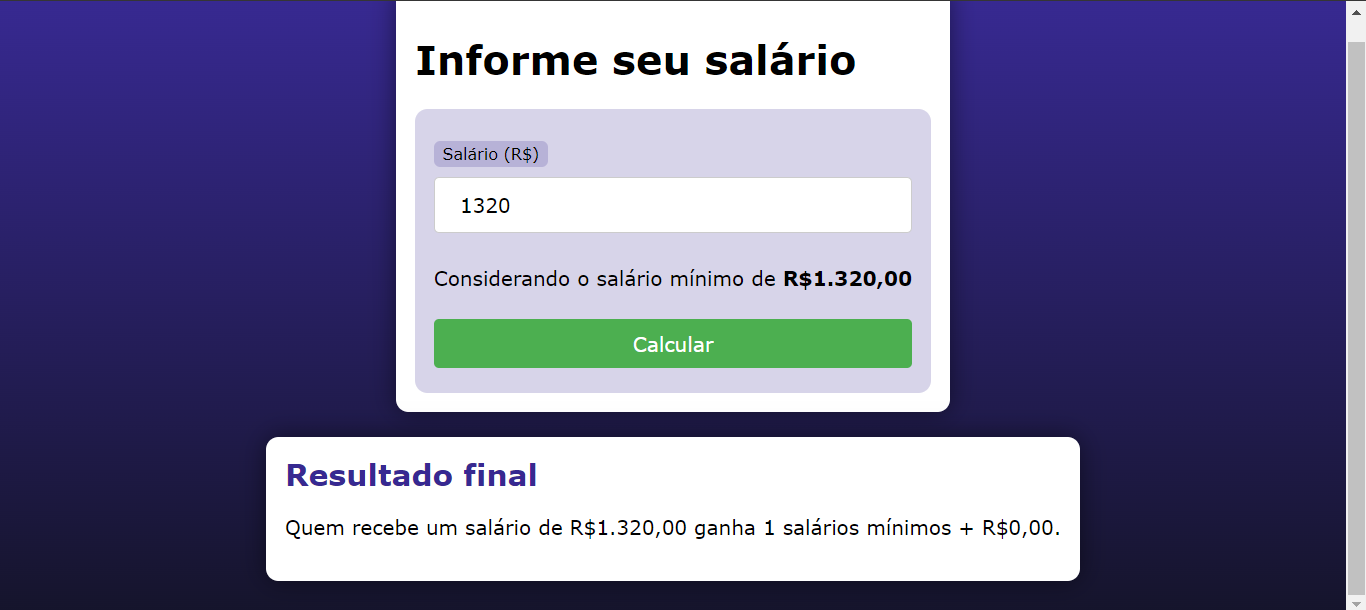 Informe seu salário
Salário (R$)
1320
Considerando o salário mínimo de R$1.320,00
Calcular
Resultado final
Quem recebe um salário de R$1.320,00 ganha 1 salários mínimos + R$0,00.